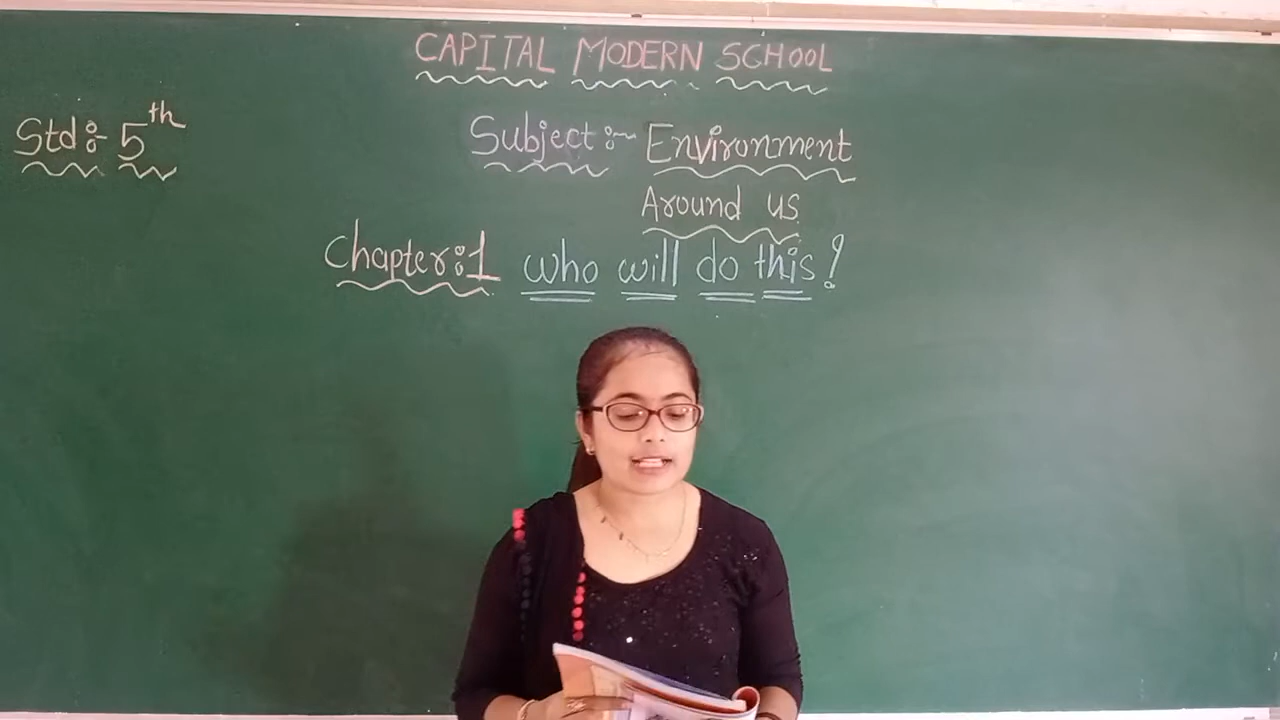 CAPITAL MODERN SCHOOL
Std:- 5th
Subject :- Environment
Around us
Chapter:1 who will do this!